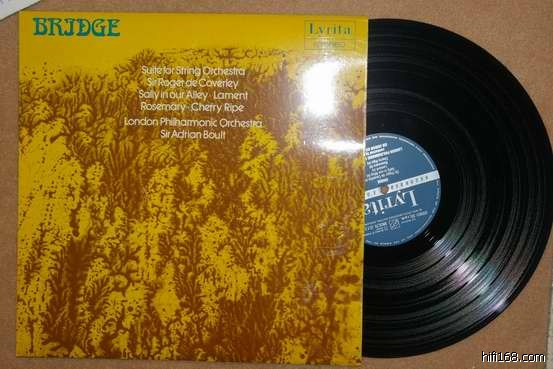 BRIDGE
Lyrita
Suite for String Orchestra
Sir Roger de Coverley
Sally in our Alley · Lament
Rosemary · Cherry Ripe
London Philharmonic Orchestra
Sir Adrian Boult
Lyrita
hifi168.com